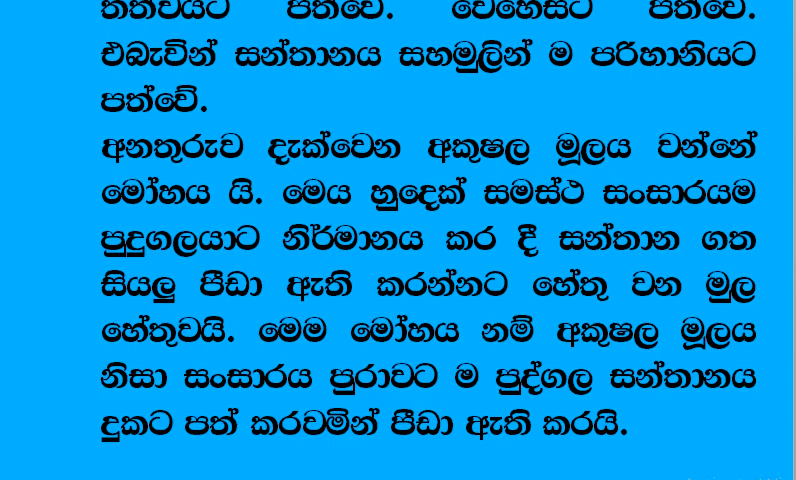 තත්වයට පත්වේ. වෙහෙසට පත්වේ.
එබැවින් සන්තානය සහමුලින් ම පරිහානියට
පත්වේ.
අනතුරුව දැක්වෙන අකුෂල මූලය වන්නේ
මෝහය යි. මෙය හුදෙක් සමස්ථ සංසාරයම
පුදුගලයාට නිර්මානය කර දී සන්තාන ගත
සියලු පීඩා ඇති කරන්නට හේතු වන මුල
හේතුවයි. මෙම මෝහය නම් අකුෂල මූලය
නිසා සංසාරය පුරාවට ම පුද්ගල සන්තානය
දුකට පත් කරවමින් පීඩා ඇති කරයි.